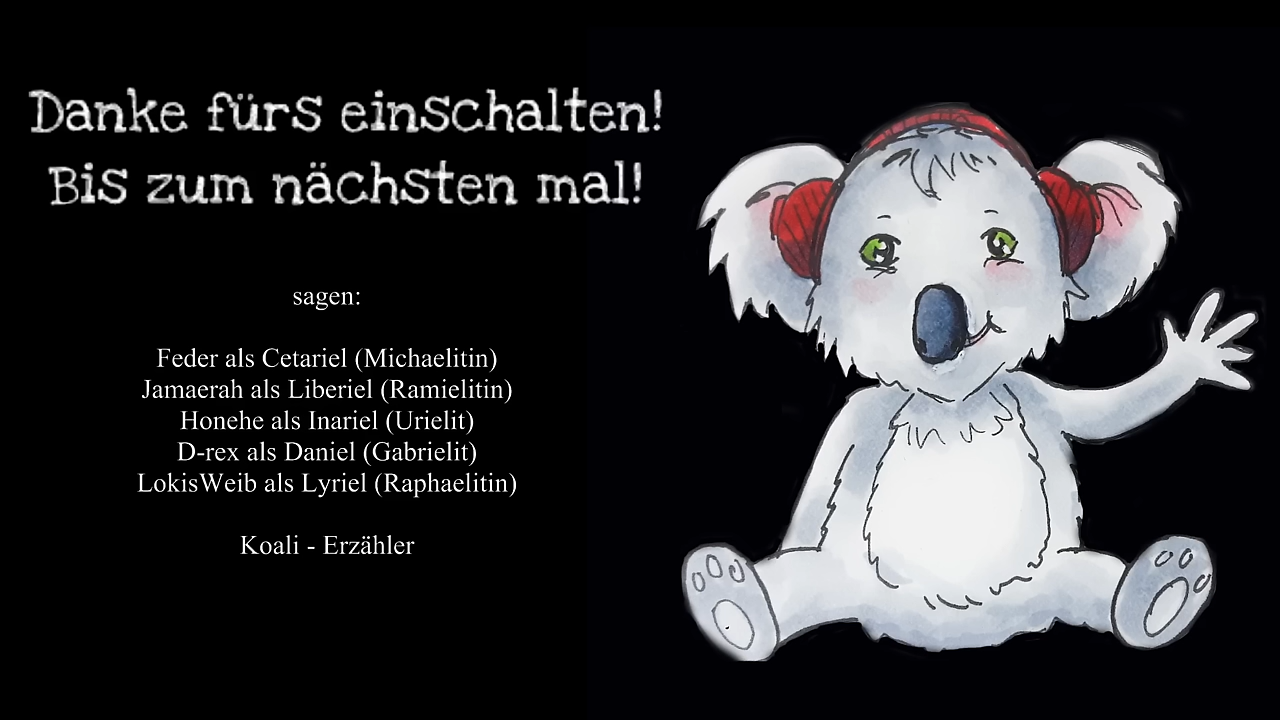 Danke fürs einschalten!
Bis zum nächsten mal!
sagen:
Feder als Cetariel (Michaelitin)
Jamaerah als Liberiel (Ramielitin)
Honehe als Inariel (Urielit)
D-rex als Daniel (Gabrielit)
LokisWeib als Lyriel (Raphaelitin)
Koali - Erzähler